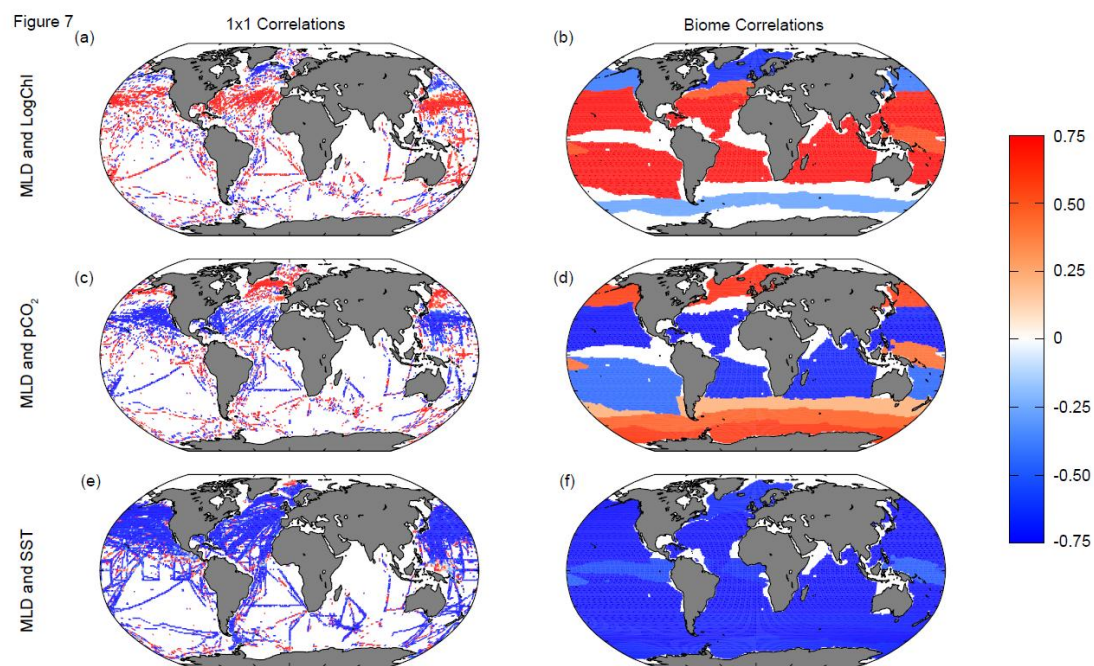 Figure 7
1x1 Correlations
Biome Correlations
(a)
(b)
MLD and LogChl
(c)
(d)
MLD and pCO₂
(e)
(f)
MLD and SST
0.75
0.50
0.25
0
-0.25
-0.50
-0.75